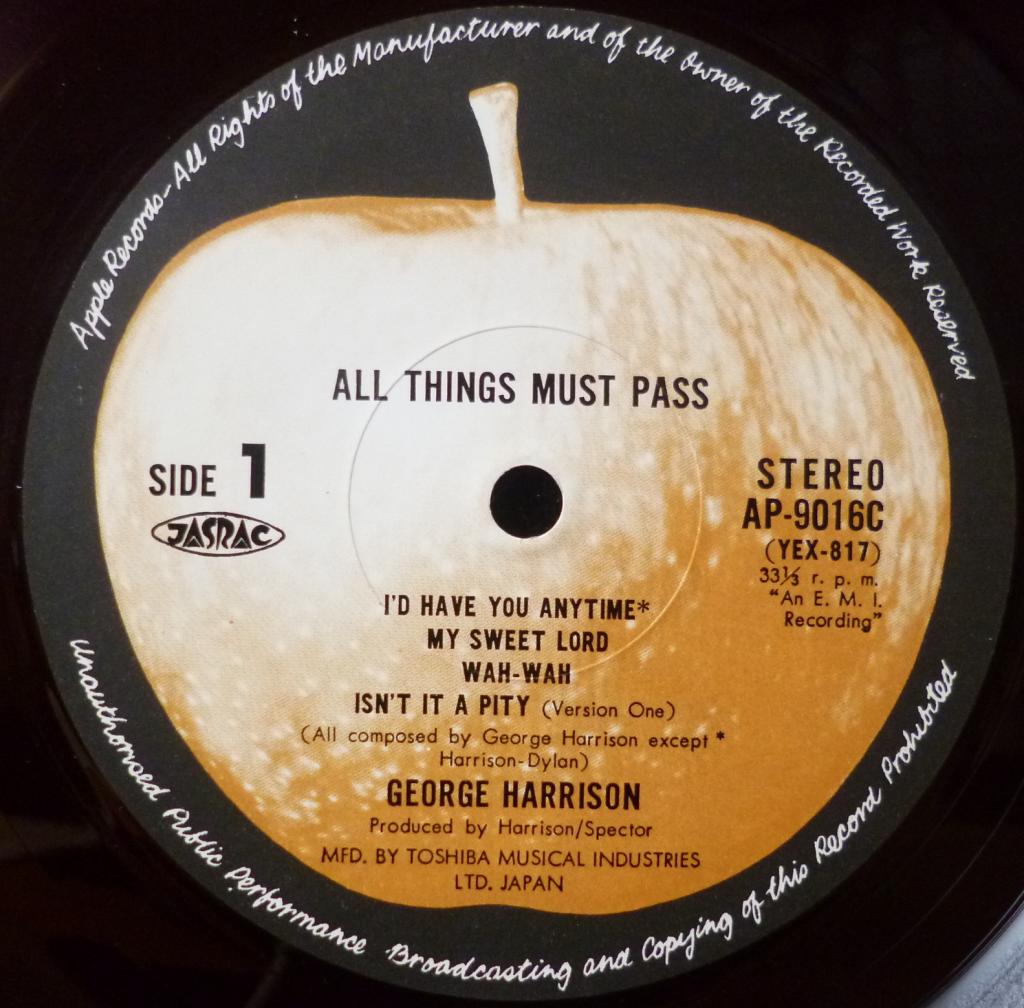 Apple Records - All Rights of the Manufacturer and of the Owner of the Recorded Work Reserved
ALL THINGS MUST PASS
SIDE 1
JASRAC
STEREO
AP-9016C
(YEX-817)
33⅓ r. p. m.
"An E. M. I.
Recording"
I'D HAVE YOU ANYTIME*
MY SWEET LORD
WAH-WAH
ISN'T IT A PITY (Version One)
(All composed by George Harrison except *
Harrison-Dylan)
GEORGE HARRISON
Produced by Harrison/Spector
MFD. BY TOSHIBA MUSICAL INDUSTRIES
LTD. JAPAN
Unauthorised Public Performance Broadcasting and Copying of this Record Prohibited